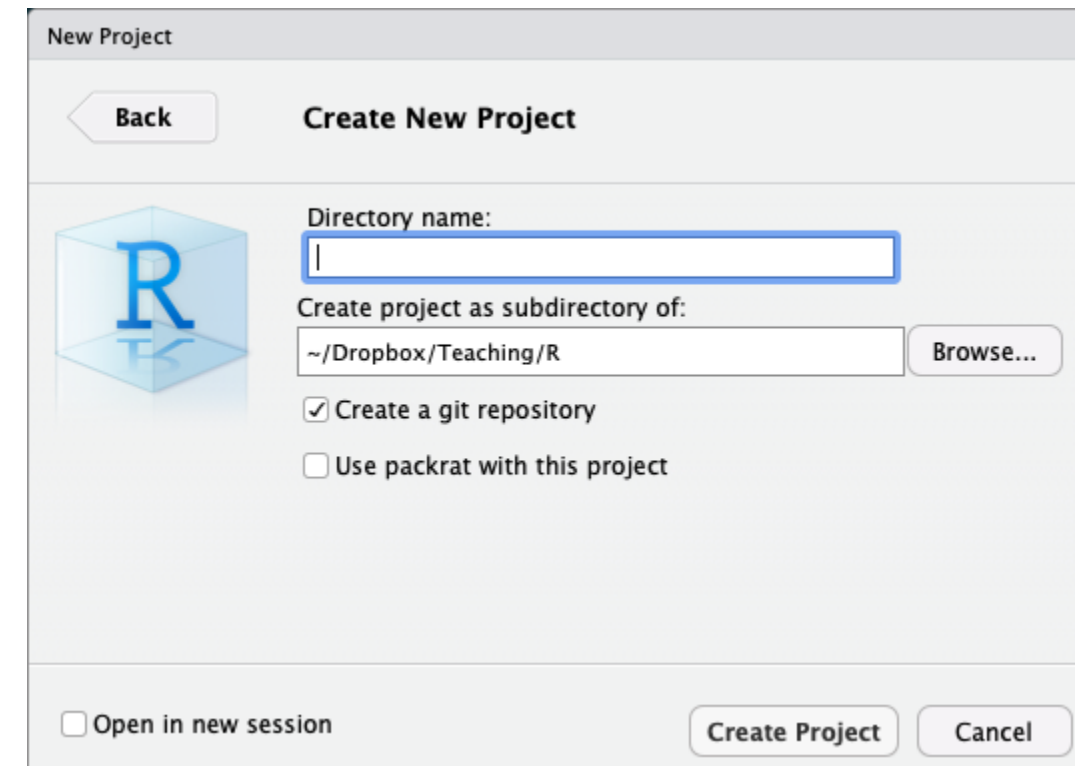 New Project
Back
Create New Project
Directory name:
R
Create project as subdirectory of:
~/Dropbox/Teaching/R
Browse...
Create a git repository
Use packrat with this project
Open in new session
Create Project
Cancel